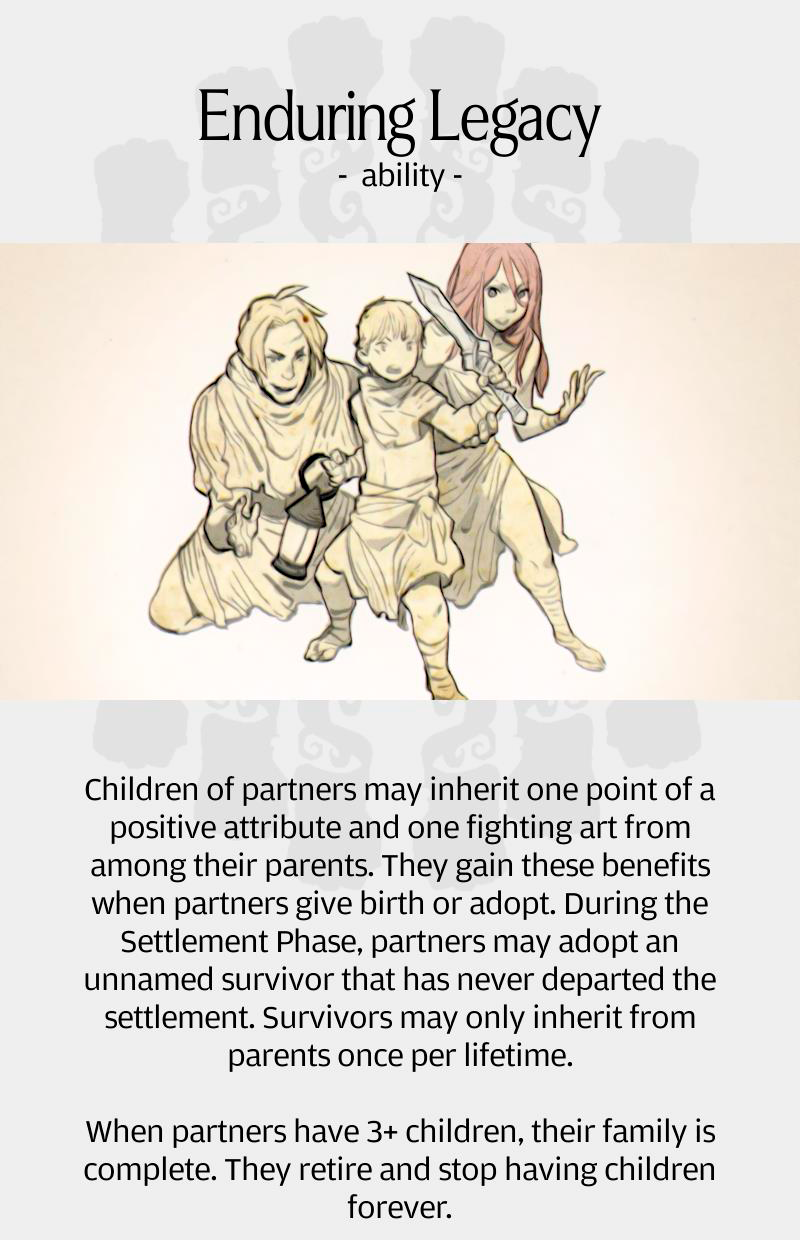 Enduring Legacy
- ability -
Children of partners may inherit one point of a
positive attribute and one fighting art from
among their parents. They gain these benefits
when partners give birth or adopt. During the
Settlement Phase, partners may adopt an
unnamed survivor that has never departed the
settlement. Survivors may only inherit from
parents once per lifetime.
When partners have 3+ children, their family is
complete. They retire and stop having children
forever.